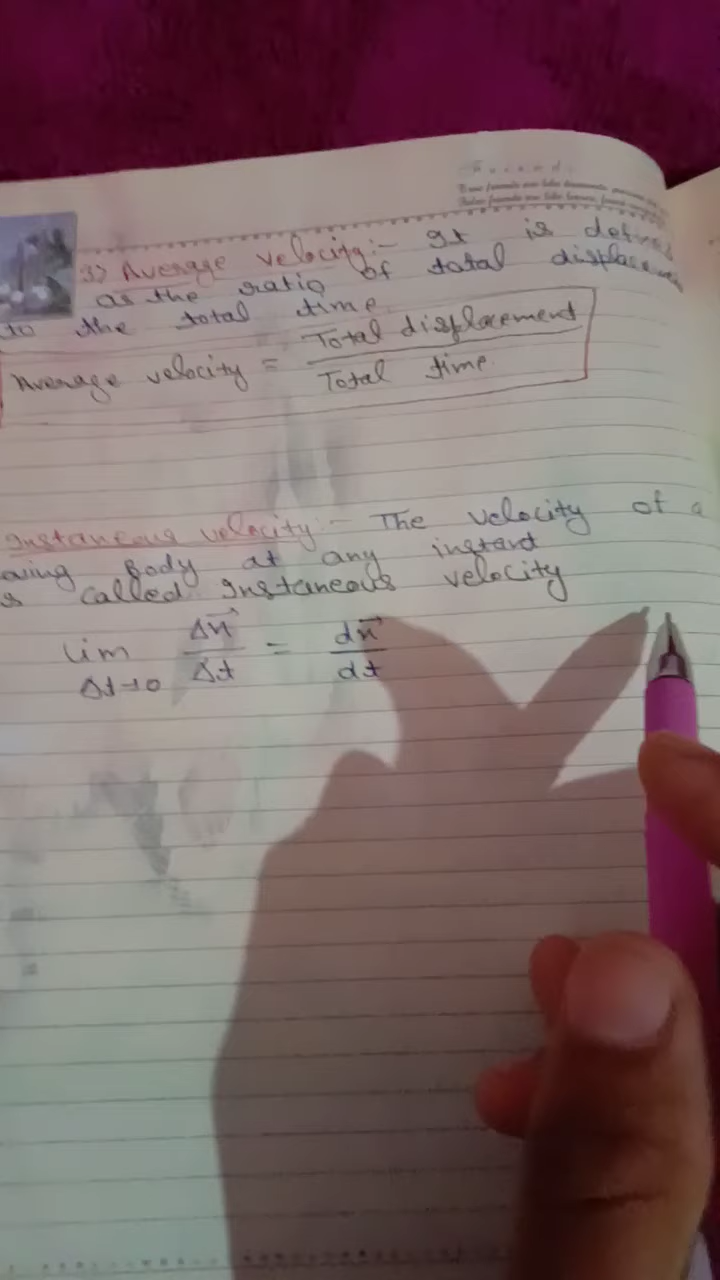 3) Average velocity:- It is defined
as the ratio of total displacement
to the total time.
Average velocity = Total displacement
Total time.
Instaneous velocity:- The velocity of a
body at any instant
called Instaneous velocity
lim Δx⃗ = dx⃗
Δt→0 Δt dt